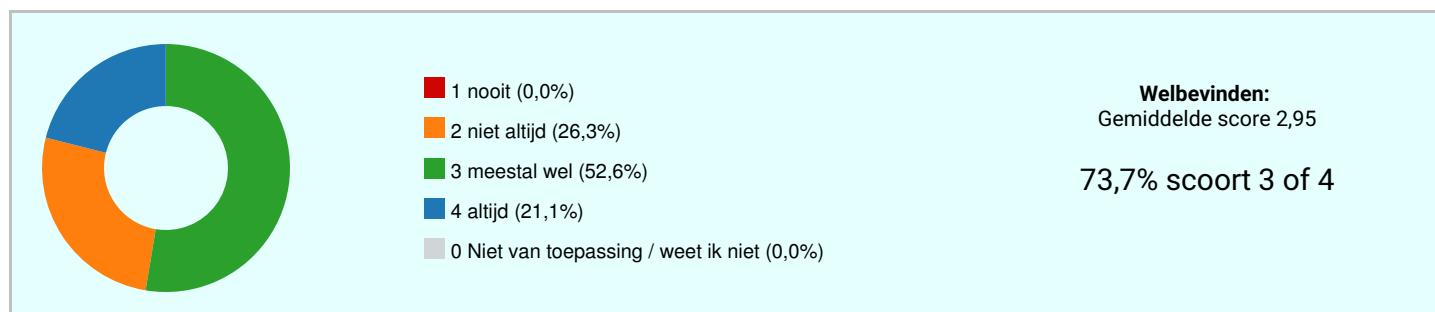 1 nooit (0,0%)
2 niet altijd (26,3%)
3 meestal wel (52,6%)
4 altijd (21,1%)
0 Niet van toepassing / weet ik niet (0,0%)
Welbevinden:
Gemiddelde score 2,95
73,7% scoort 3 of 4